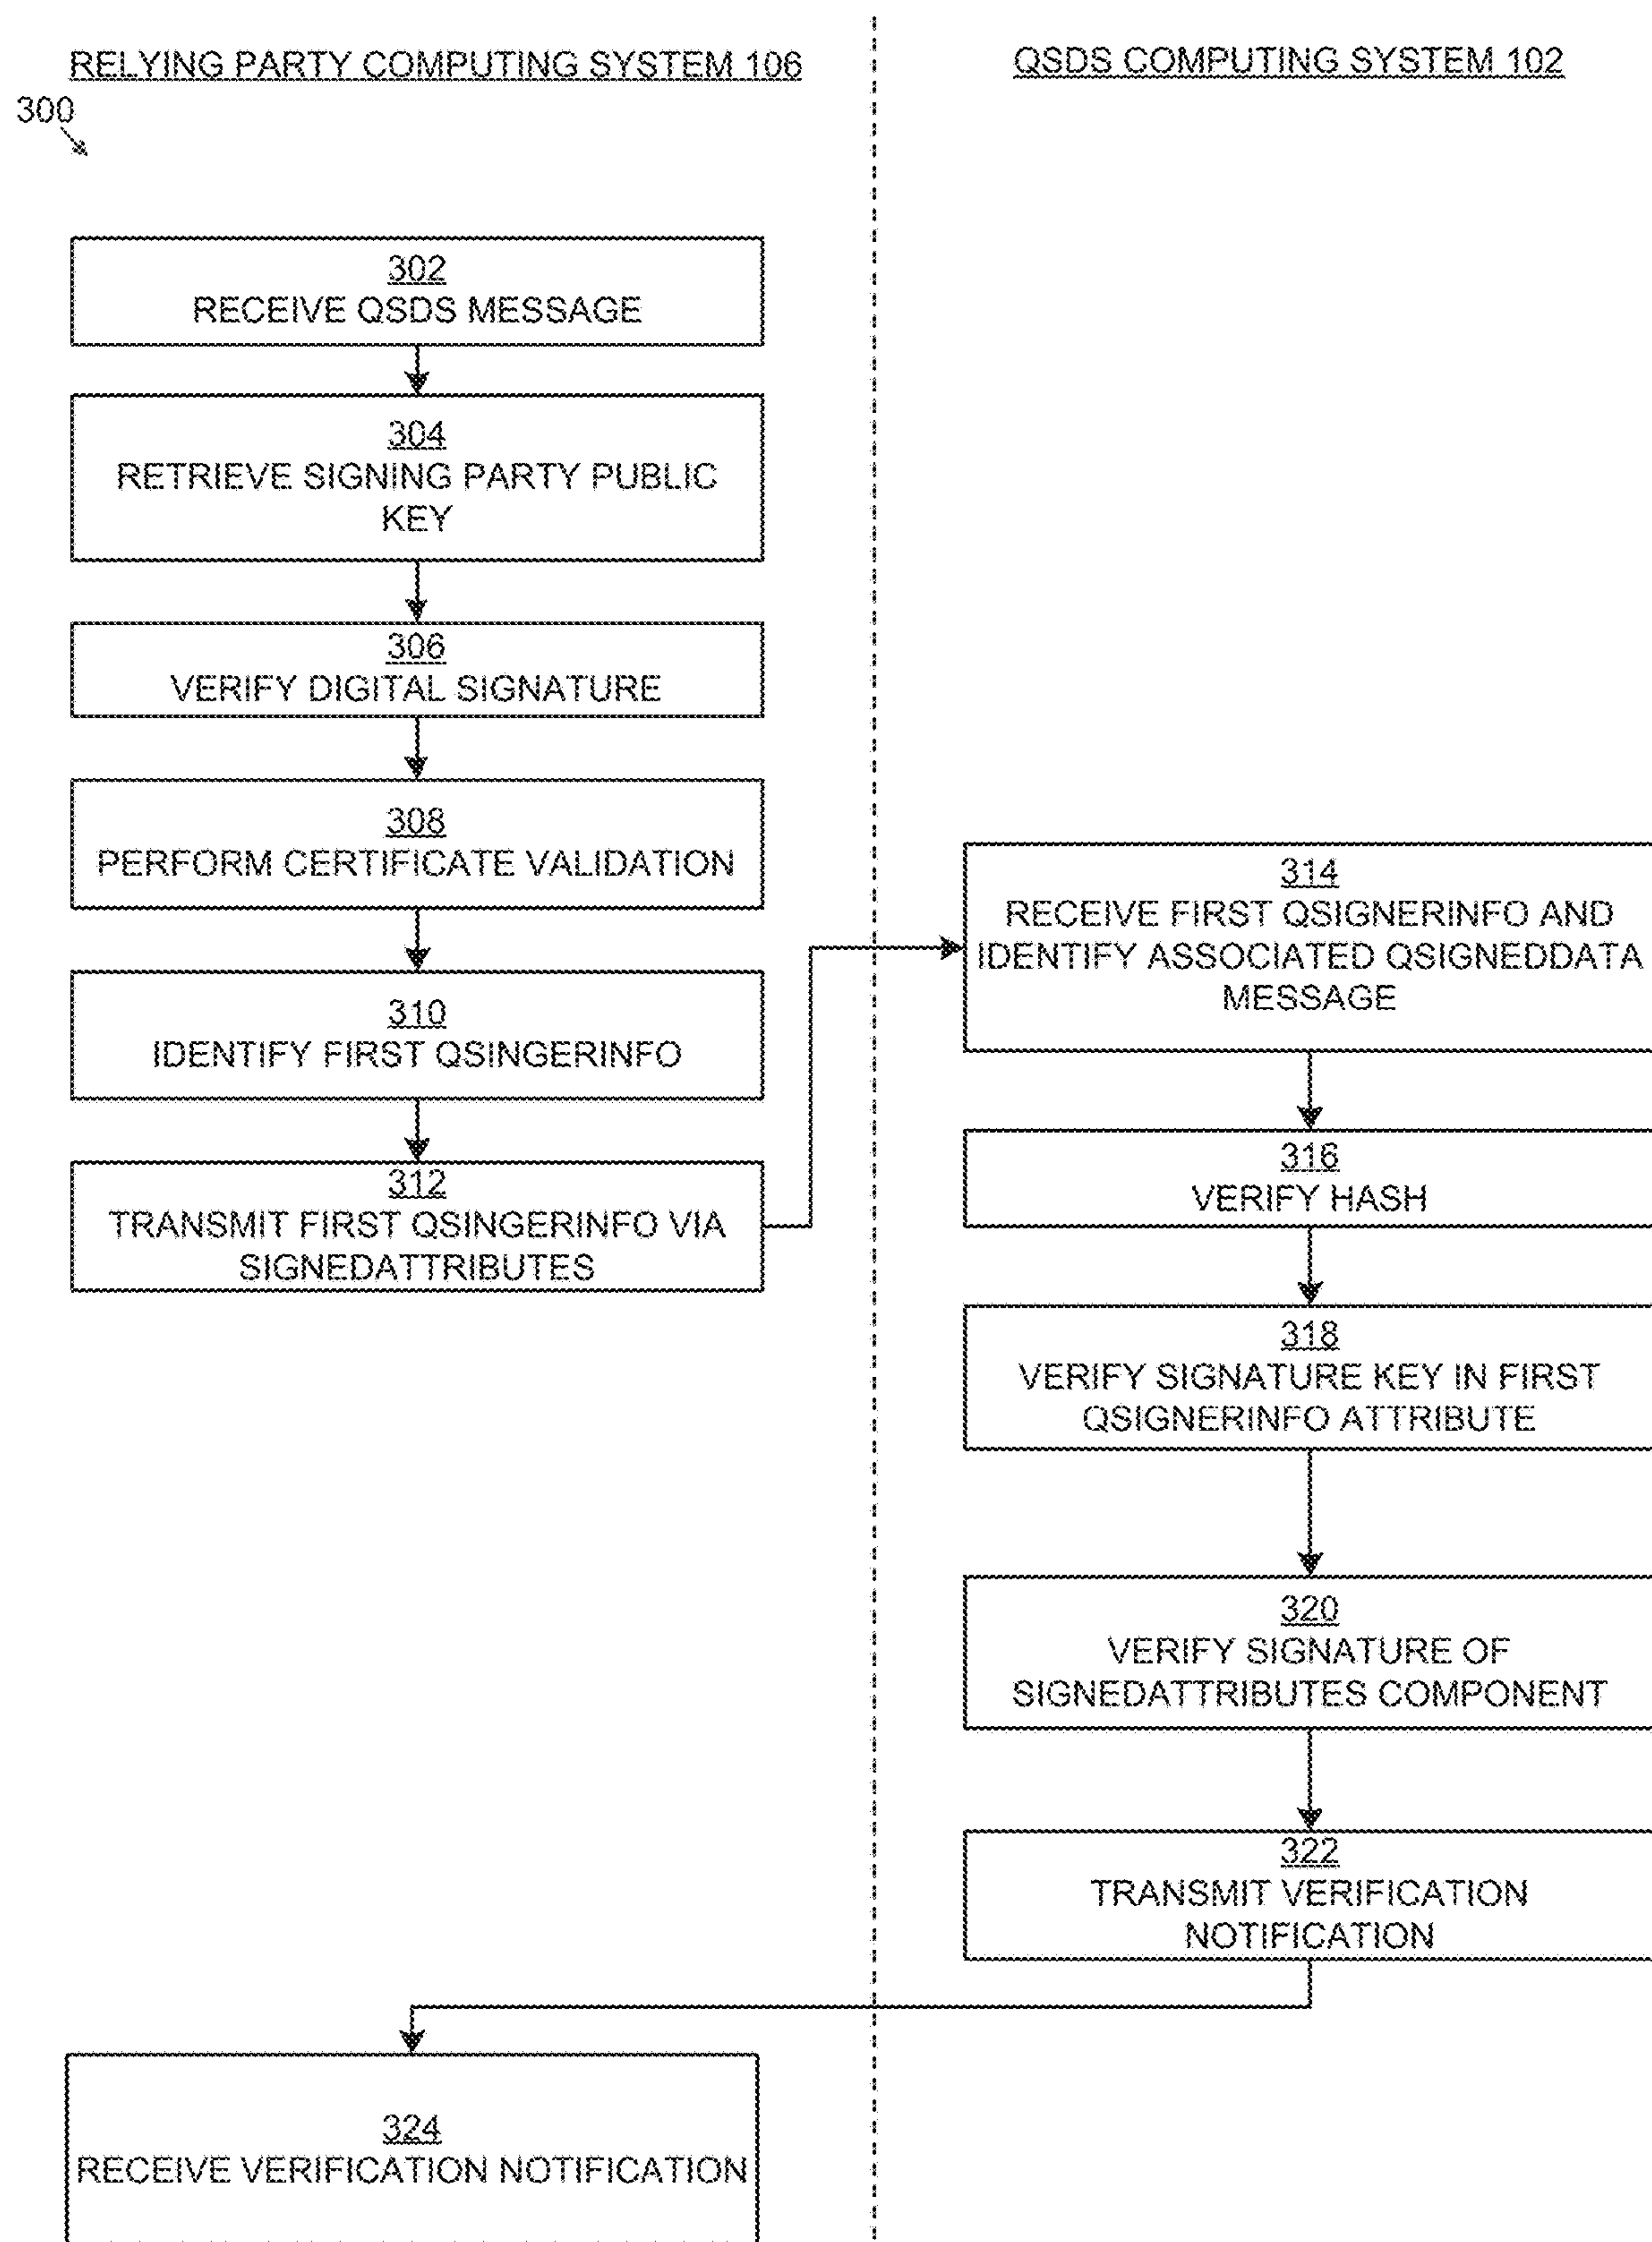 RELYING PARTY COMPUTING SYSTEM 106
QSDS COMPUTING SYSTEM 102
300
302
RECEIVE QSDS MESSAGE
304
RETRIEVE SIGNING PARTY PUBLIC
KEY
306
VERIFY DIGITAL SIGNATURE
308
PERFORM CERTIFICATE VALIDATION
310
IDENTIFY FIRST QSINGERINFO
312
TRANSMIT FIRST QSINGERINFO VIA
SIGNEDATTRIBUTES
314
RECEIVE FIRST QSIGNERINFO AND
IDENTIFY ASSOCIATED QSIGNEDDATA
MESSAGE
316
VERIFY HASH
318
VERIFY SIGNATURE KEY IN FIRST
QSIGNERINFO ATTRIBUTE
320
VERIFY SIGNATURE OF
SIGNEDATTRIBUTES COMPONENT
322
TRANSMIT VERIFICATION
NOTIFICATION
324
RECEIVE VERIFICATION NOTIFICATION